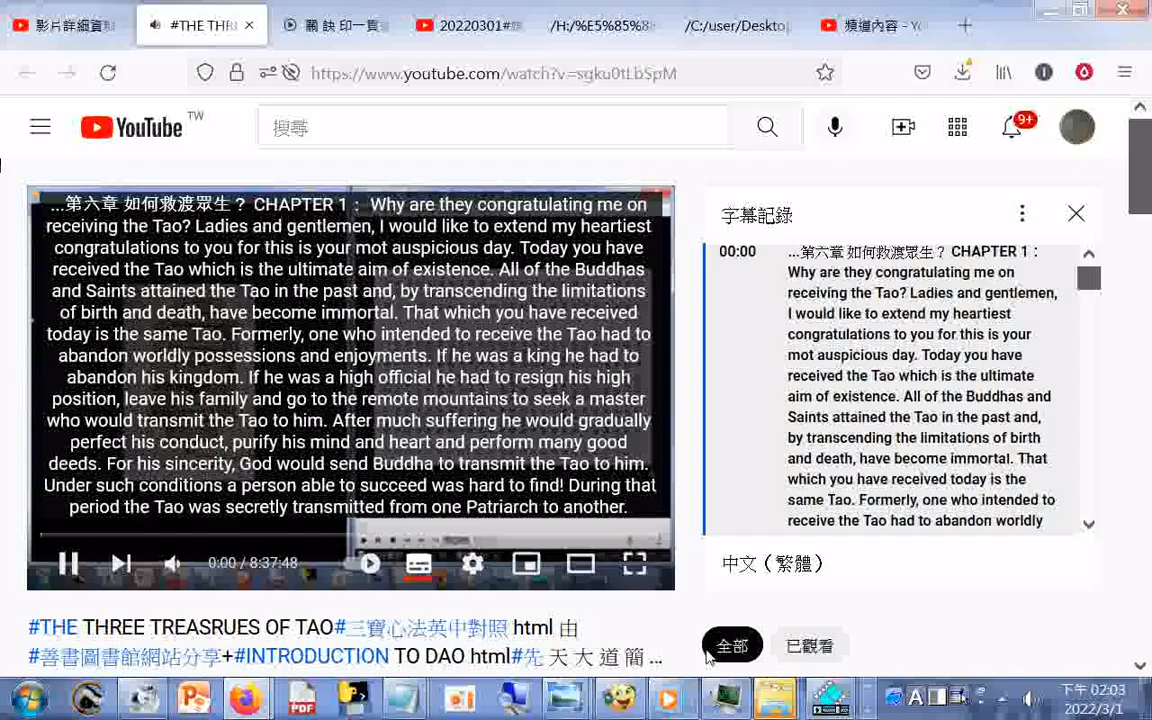 影片詳細資
#THE THRE
關 訣 印一貫
20220301#
/H:/%E5%85%8
/C:/user/Deskto
頻道內容 - Yo
https://www.youtube.com/watch?v=sgku0tLbSpM
YouTube TW
搜尋
9+
...第六章 如何救渡眾生？ CHAPTER 1： Why are they congratulating me on
receiving the Tao? Ladies and gentlemen, I would like to extend my heartiest
congratulations to you for this is your mot auspicious day. Today you have
received the Tao which is the ultimate aim of existence. All of the Buddhas
and Saints attained the Tao in the past and, by transcending the limitations
of birth and death, have become immortal. That which you have received
today is the same Tao. Formerly, one who intended to receive the Tao had to
abandon worldly possessions and enjoyments. If he was a king he had to
abandon his kingdom. If he was a high official he had to resign his high
position, leave his family and go to the remote mountains to seek a master
who would transmit the Tao to him. After much suffering he would gradually
perfect his conduct, purify his mind and heart and perform many good
deeds. For his sincerity, God would send Buddha to transmit the Tao to him.
Under such conditions a person able to succeed was hard to find! During that
period the Tao was secretly transmitted from one Patriarch to another.
0:00 / 8:37:48
字幕記錄
00:00
...第六章 如何救渡眾生？ CHAPTER 1：
Why are they congratulating me on
receiving the Tao? Ladies and gentlemen,
I would like to extend my heartiest
congratulations to you for this is your
mot auspicious day. Today you have
received the Tao which is the ultimate
aim of existence. All of the Buddhas and
Saints attained the Tao in the past and,
by transcending the limitations of birth
and death, have become immortal. That
which you have received today is the
same Tao. Formerly, one who intended to
receive the Tao had to abandon worldly
中文（繁體）
#THE THREE TREASRUES OF TAO#三寶心法英中對照 html 由
#善書圖書館網站分享+#INTRODUCTION TO DAO html#先 天 大 道 簡 ...
全部
已觀看
下午 02:03
2022/3/1